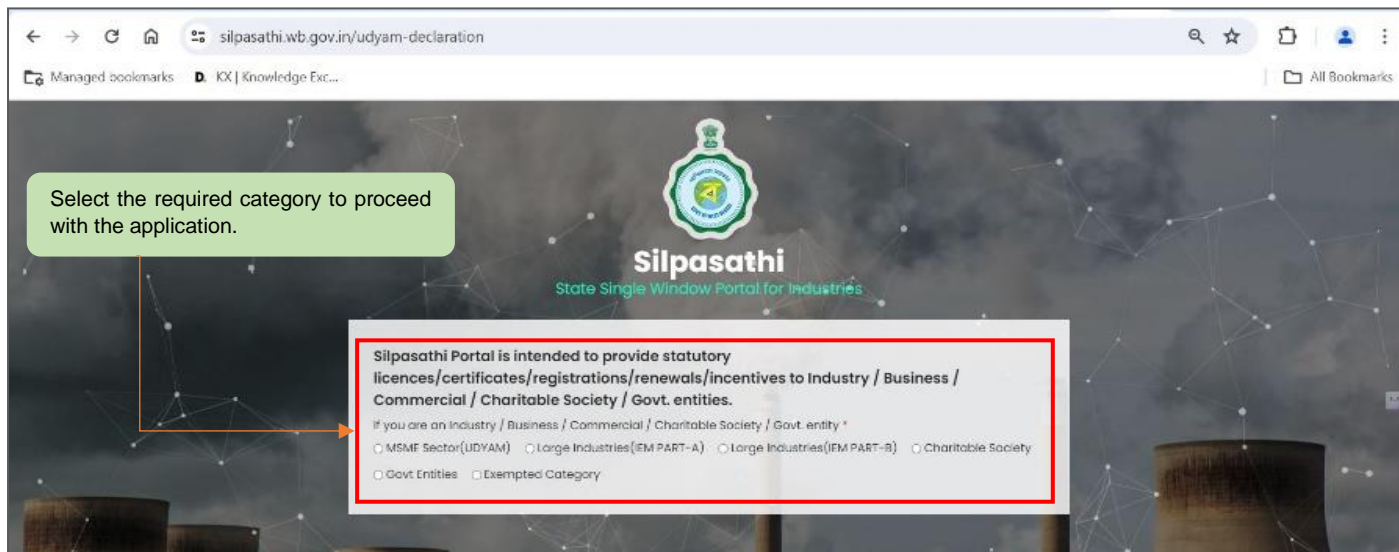 silpasathi.wb.gov.in/udyam-declaration
Managed bookmarks D. KX | Knowledge Exc... All Bookmarks
Select the required category to proceed
with the application.
Silpasathi
State Single Window Portal for Industries
Silpasathi Portal is intended to provide statutory
licences/certificates/registrations/renewals/incentives to Industry / Business /
Commercial / Charitable Society / Govt. entities.
If you are an Industry / Business / Commercial / Charitable Society / Govt. entity *
MSME Sector(UDYAM) Large Industries(IEM PART-A) Large Industries(IEM PART-B) Charitable Society
Govt Entities Exempted Category